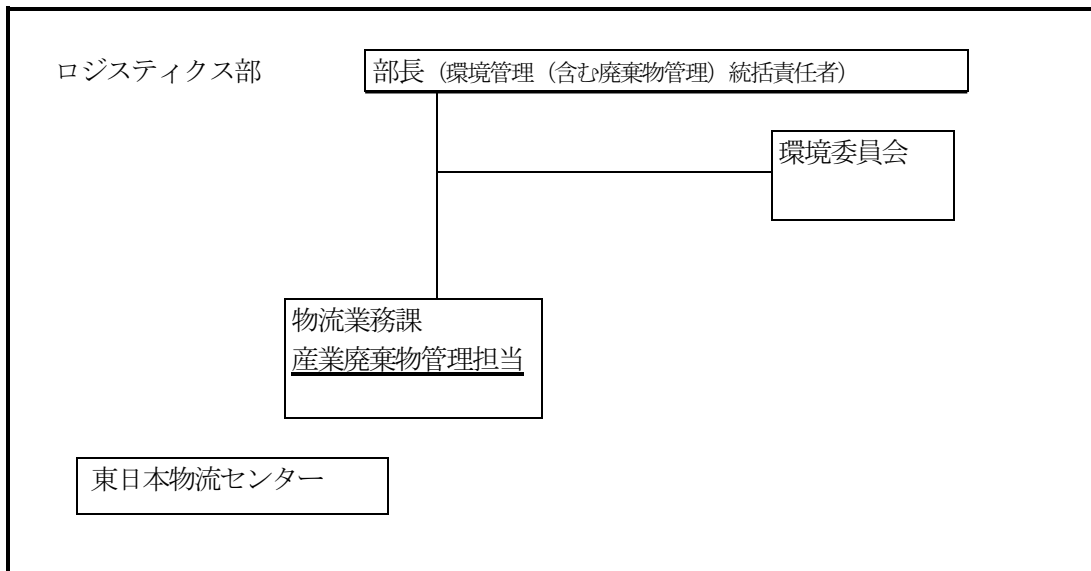 ロジスティクス部
部長（環境管理（含む廃棄物管理）統括責任者）
環境委員会
物流業務課
産業廃棄物管理担当
東日本物流センター